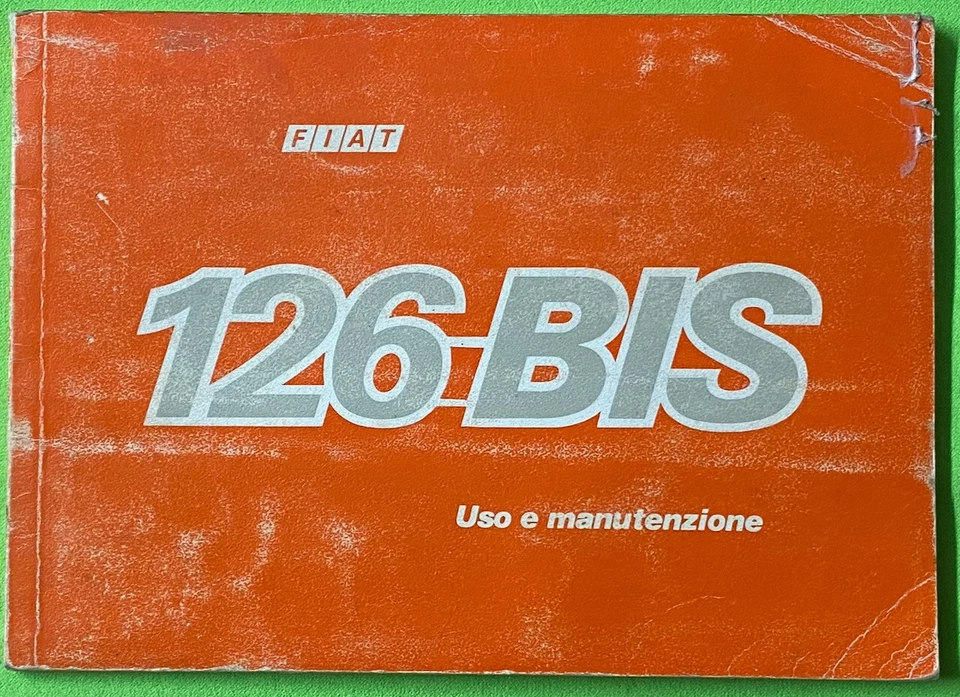 FIAT
126 BIS
Uso e manutenzione